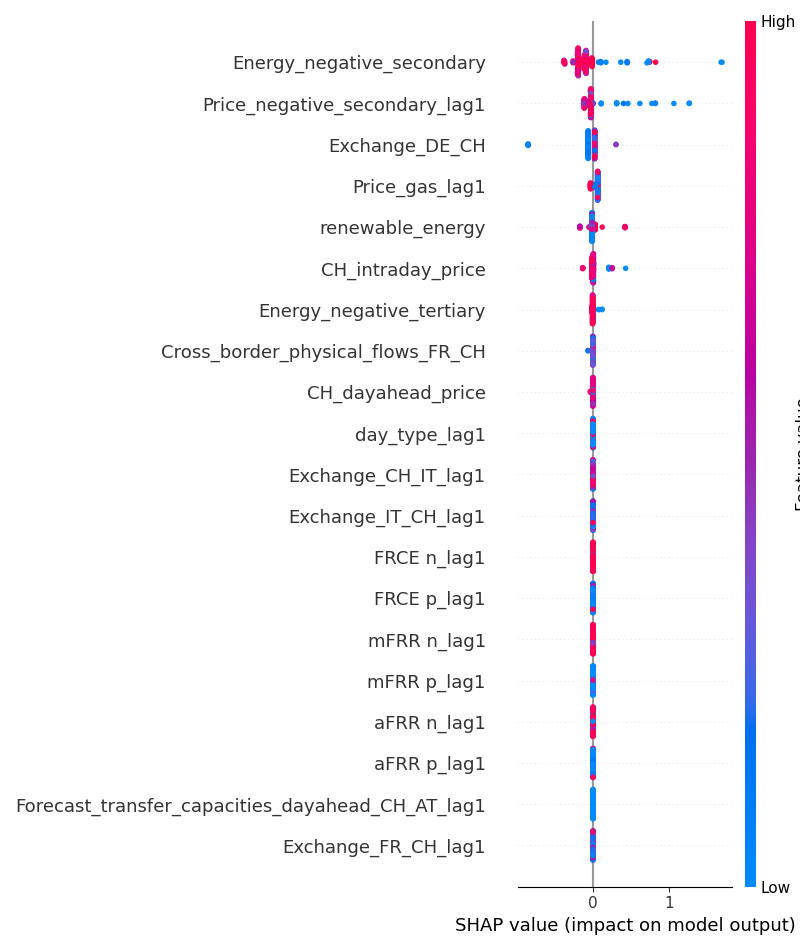 High
Energy_negative_secondary
Price_negative_secondary_lag1
Exchange_DE_CH
Price_gas_lag1
renewable_energy
CH_intraday_price
Energy_negative_tertiary
Cross_border_physical_flows_FR_CH
CH_dayahead_price
day_type_lag1
Exchange_CH_IT_lag1
Exchange_IT_CH_lag1
FRCE n_lag1
FRCE p_lag1
mFRR n_lag1
mFRR p_lag1
aFRR n_lag1
aFRR p_lag1
Forecast_transfer_capacities_dayahead_CH_AT_lag1
Exchange_FR_CH_lag1
Low
0 1
SHAP value (impact on model output)